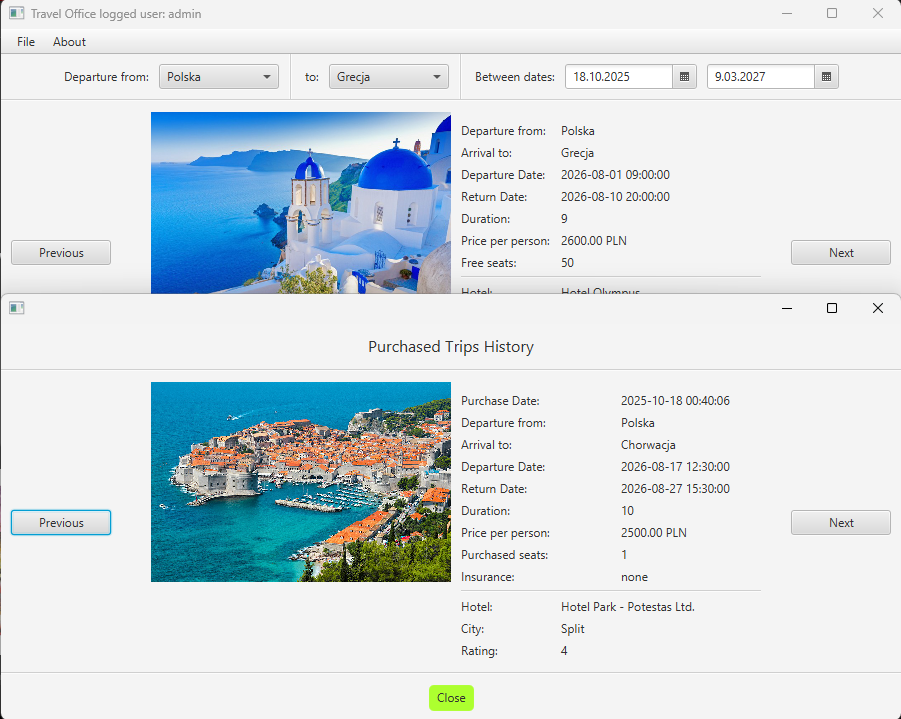 Travel Office logged user: admin
File About
Departure from: Polska to: Grecja Between dates: 18.10.2025 9.03.2027
Departure from: Polska
Arrival to: Grecja
Departure Date: 2026-08-01 09:00:00
Return Date: 2026-08-10 20:00:00
Duration: 9
Previous
Price per person: 2600.00 PLN
Next
Free seats: 50
Hotel: Hotel Olympus
Purchased Trips History
Purchase Date: 2025-10-18 00:40:06
Departure from: Polska
Arrival to: Chorwacja
Departure Date: 2026-08-17 12:30:00
Return Date: 2026-08-27 15:30:00
Duration: 10
Previous
Next
Price per person: 2500.00 PLN
Purchased seats: 1
Insurance: none
Hotel: Hotel Park - Potestas Ltd.
City: Split
Rating: 4
Close